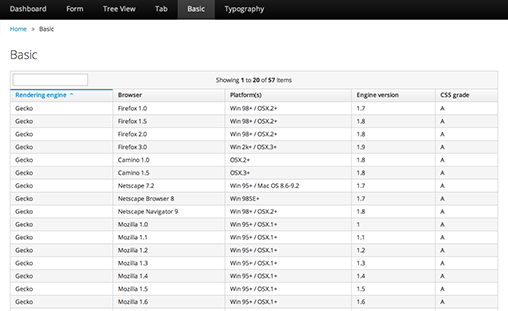 Dashboard Form Tree View Tab Basic Typography
Home » Basic
Basic
Showing 1 to 20 of 57 items
Rendering engine Browser Platform(s) Engine version CSS grade
Gecko Firefox 1.0 Win 98+ / OSX.2+ 1.7 A
Gecko Firefox 1.5 Win 98+ / OSX.2+ 1.8 A
Gecko Firefox 2.0 Win 98+ / OSX.2+ 1.8 A
Gecko Firefox 3.0 Win 2k+ / OSX.3+ 1.9 A
Gecko Camino 1.0 OSX.2+ 1.8 A
Gecko Camino 1.5 OSX.3+ 1.8 A
Gecko Netscape 7.2 Win 95+ / Mac OS 8.6-9.2 1.7 A
Gecko Netscape Browser 8 Win 98SE+ 1.7 A
Gecko Netscape Navigator 9 Win 98+ / OSX.2+ 1.8 A
Gecko Mozilla 1.0 Win 95+ / OSX.1+ 1 A
Gecko Mozilla 1.1 Win 95+ / OSX.1+ 1.1 A
Gecko Mozilla 1.2 Win 95+ / OSX.1+ 1.2 A
Gecko Mozilla 1.3 Win 95+ / OSX.1+ 1.3 A
Gecko Mozilla 1.4 Win 95+ / OSX.1+ 1.4 A
Gecko Mozilla 1.5 Win 95+ / OSX.1+ 1.5 A
Gecko Mozilla 1.6 Win 95+ / OSX.1+ 1.6 A